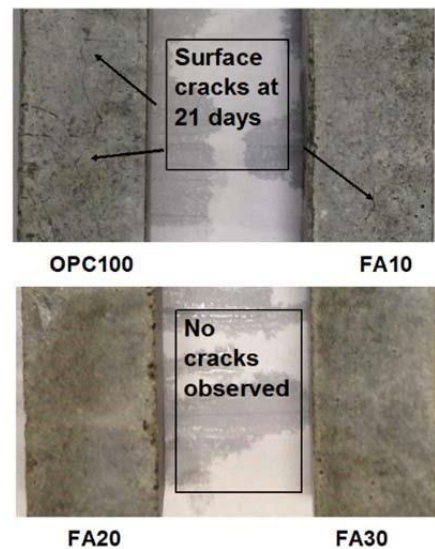 Surface
cracks at
21 days
OPC100
FA10
No
cracks
observed
FA20
FA30